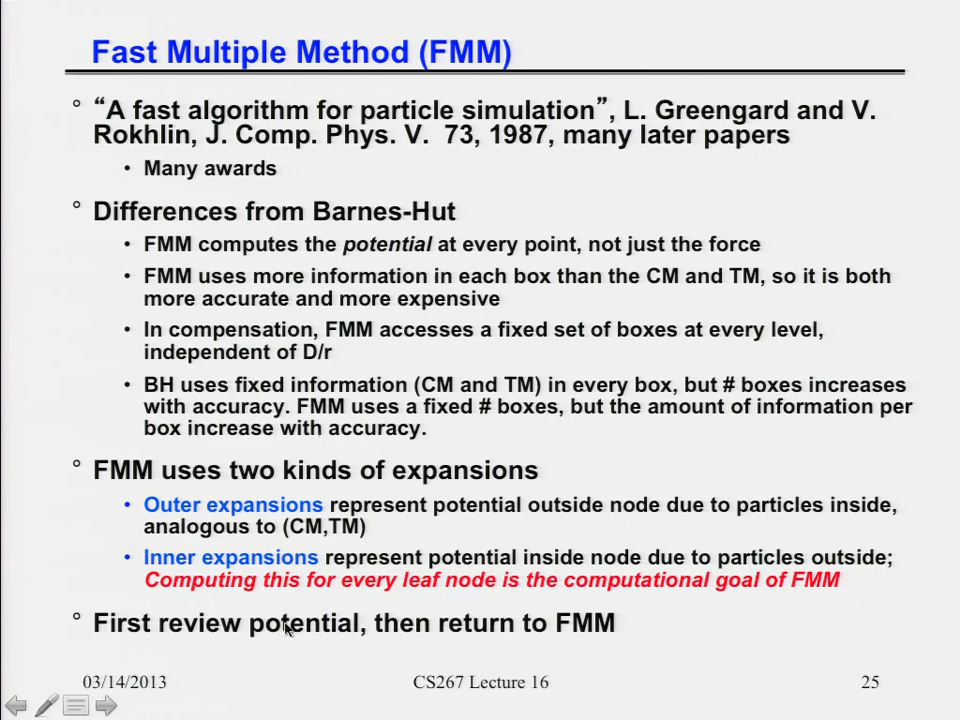 Fast Multiple Method (FMM)
° “A fast algorithm for particle simulation”, L. Greengard and V.
Rokhlin, J. Comp. Phys. V. 73, 1987, many later papers
• Many awards
° Differences from Barnes-Hut
• FMM computes the potential at every point, not just the force
• FMM uses more information in each box than the CM and TM, so it is both
more accurate and more expensive
• In compensation, FMM accesses a fixed set of boxes at every level,
independent of D/r
• BH uses fixed information (CM and TM) in every box, but # boxes increases
with accuracy. FMM uses a fixed # boxes, but the amount of information per
box increase with accuracy.
° FMM uses two kinds of expansions
• Outer expansions represent potential outside node due to particles inside,
analogous to (CM,TM)
• Inner expansions represent potential inside node due to particles outside;
Computing this for every leaf node is the computational goal of FMM
° First review potential, then return to FMM
03/14/2013 CS267 Lecture 16 25